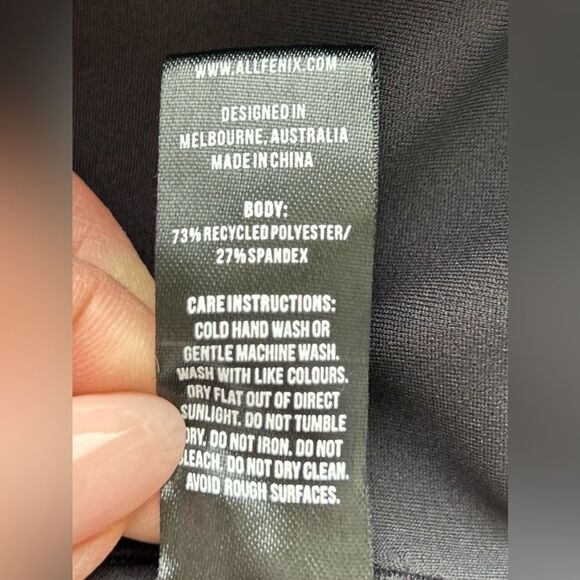 WWW.ALLFENIX.COM
DESIGNED IN
MELBOURNE, AUSTRALIA
MADE IN CHINA
BODY:
73% RECYCLED POLYESTER/
27% SPANDEX
CARE INSTRUCTIONS:
COLD HAND WASH OR
GENTLE MACHINE WASH.
WASH WITH LIKE COLOURS.
DRY FLAT OUT OF DIRECT
SUNLIGHT. DO NOT TUMBLE
DRY. DO NOT IRON. DO NOT
LEACH. DO NOT DRY CLEAN.
AVOID ROUGH SURFACES.